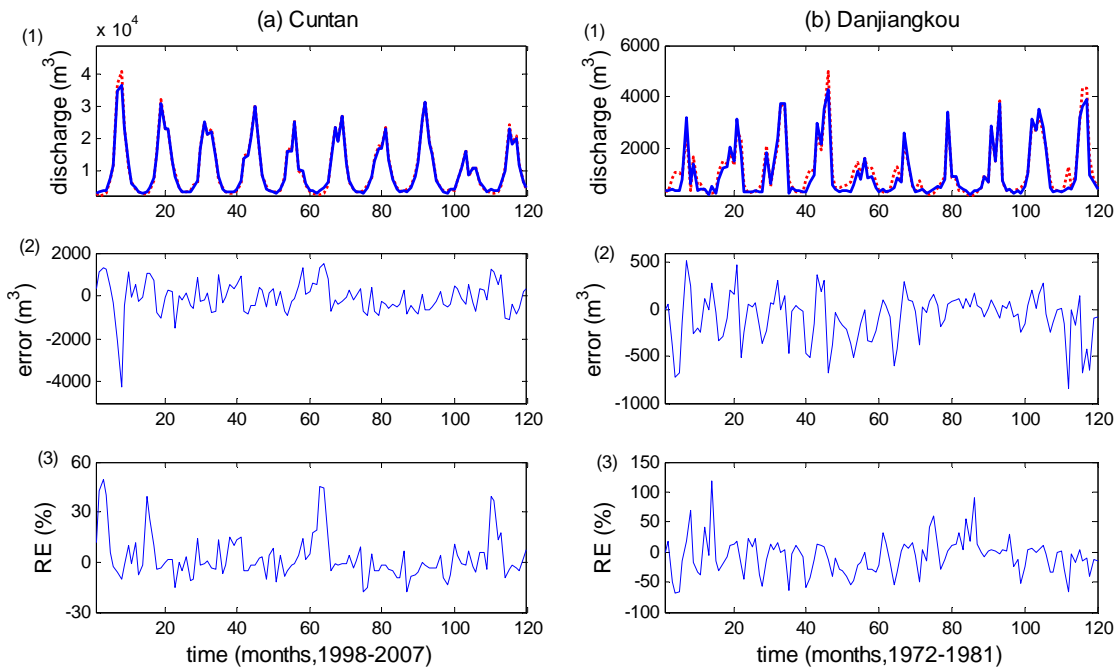 (a) Cuntan
(1)
x 10^4
discharge (m^3)
4
3
2
1
20 40 60 80 100 120
(2)
error (m^3)
2000
0
-2000
-4000
20 40 60 80 100 120
(3)
RE (%)
60
30
0
-30
0 20 40 60 80 100 120
time (months,1998-2007)
(b) Danjiangkou
(1)
discharge (m^3)
6000
4000
2000
20 40 60 80 100 120
(2)
error (m^3)
500
0
-500
-1000
20 40 60 80 100 120
(3)
RE (%)
150
100
50
0
-50
-100
20 40 60 80 100 120
time (months,1972-1981)